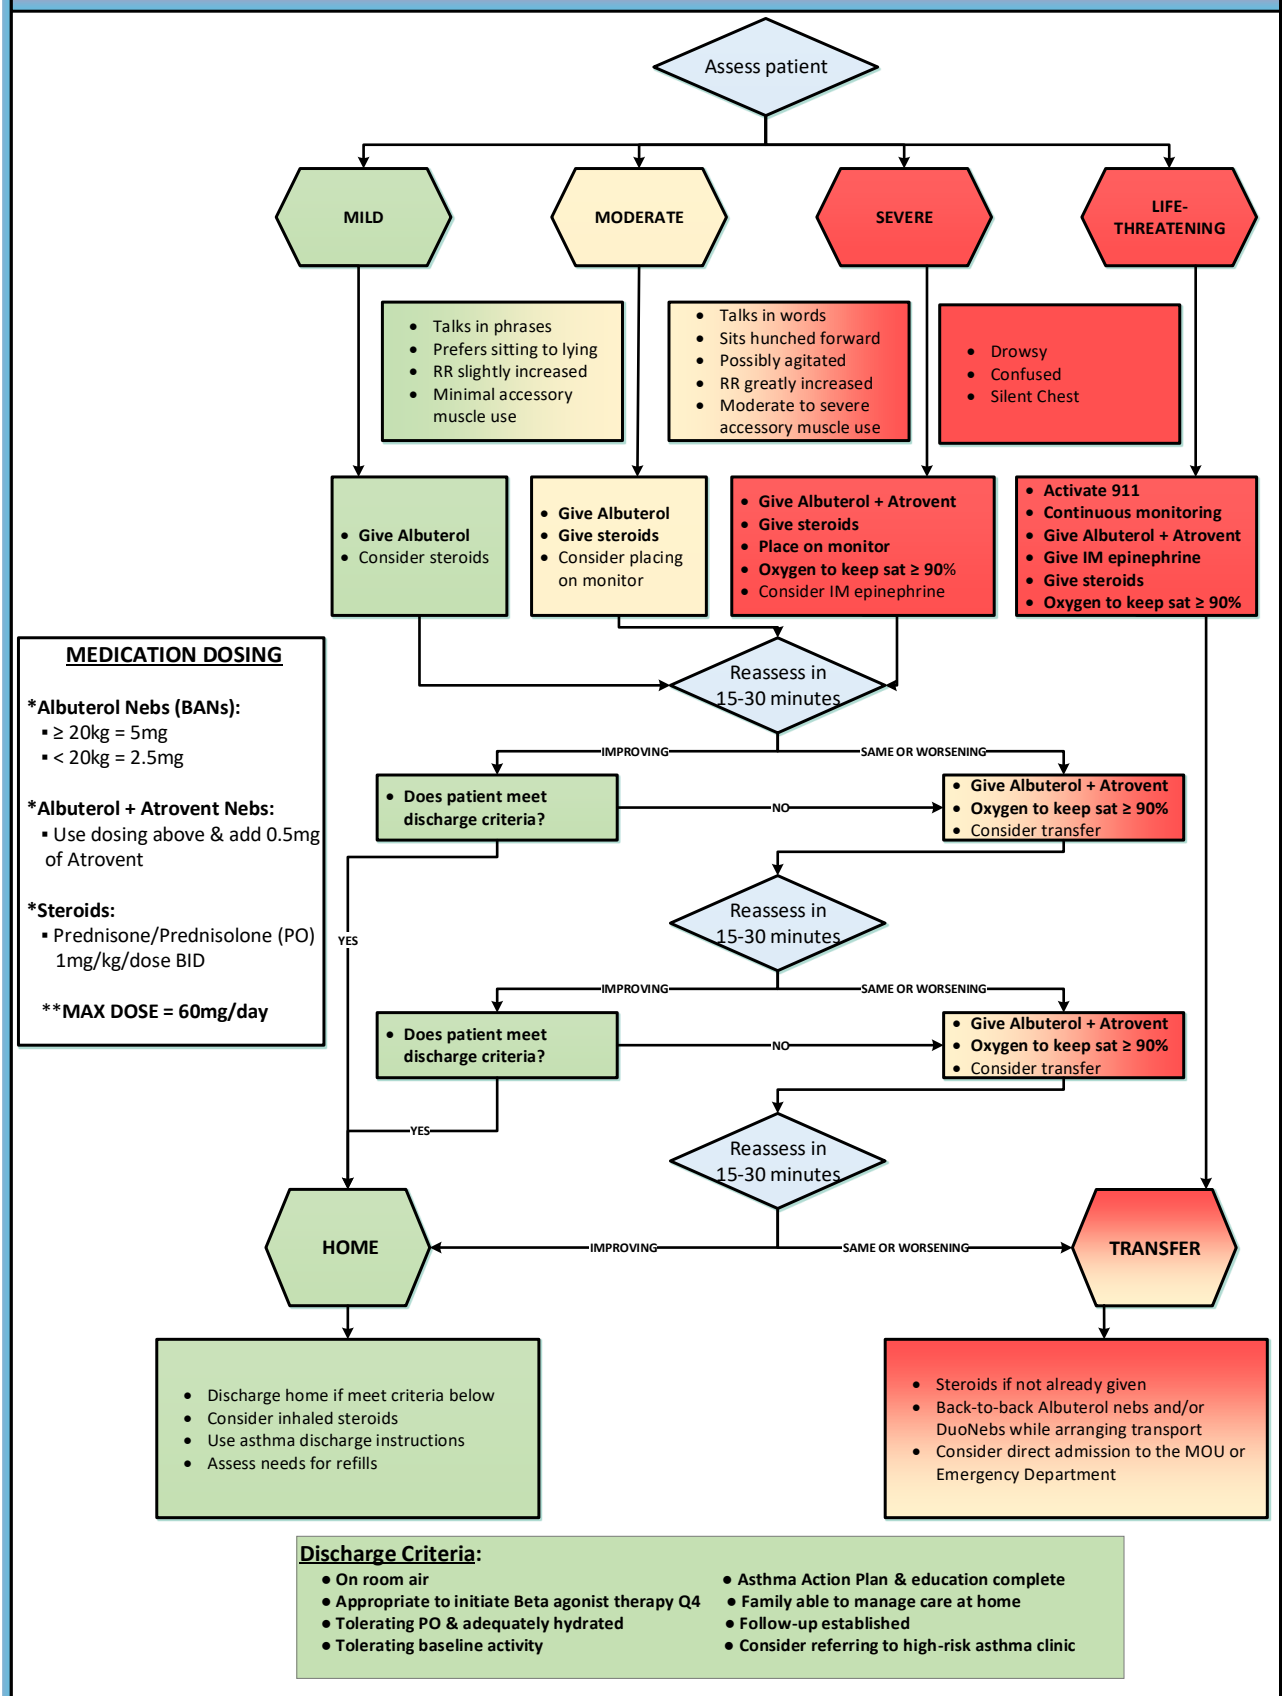 Assess patient
MILD
MODERATE
SEVERE
LIFE-
THREATENING
• Talks in phrases
• Prefers sitting to lying
• RR slightly increased
• Minimal accessory
muscle use
• Talks in words
• Sits hunched forward
• Possibly agitated
• RR greatly increased
• Moderate to severe
accessory muscle use
• Drowsy
• Confused
• Silent Chest
• Give Albuterol
• Consider steroids
• Give Albuterol
• Give steroids
• Consider placing
on monitor
• Give Albuterol + Atrovent
• Give steroids
• Place on monitor
• Oxygen to keep sat ≥ 90%
• Consider IM epinephrine
• Activate 911
• Continuous monitoring
• Give Albuterol + Atrovent
• Give IM epinephrine
• Give steroids
• Oxygen to keep sat ≥ 90%
MEDICATION DOSING
*Albuterol Nebs (BANs):
▪ ≥ 20kg = 5mg
▪ < 20kg = 2.5mg
*Albuterol + Atrovent Nebs:
▪ Use dosing above & add 0.5mg
of Atrovent
*Steroids:
▪ Prednisone/Prednisolone (PO)
1mg/kg/dose BID
**MAX DOSE = 60mg/day
Reassess in
15-30 minutes
IMPROVING
SAME OR WORSENING
• Does patient meet
discharge criteria?
NO
• Give Albuterol + Atrovent
• Oxygen to keep sat ≥ 90%
• Consider transfer
YES
Reassess in
15-30 minutes
IMPROVING
SAME OR WORSENING
• Does patient meet
discharge criteria?
NO
• Give Albuterol + Atrovent
• Oxygen to keep sat ≥ 90%
• Consider transfer
YES
Reassess in
15-30 minutes
HOME
IMPROVING
SAME OR WORSENING
TRANSFER
• Discharge home if meet criteria below
• Consider inhaled steroids
• Use asthma discharge instructions
• Assess needs for refills
• Steroids if not already given
• Back-to-back Albuterol nebs and/or
DuoNebs while arranging transport
• Consider direct admission to the MOU or
Emergency Department
Discharge Criteria:
● On room air
● Appropriate to initiate Beta agonist therapy Q4
● Tolerating PO & adequately hydrated
● Tolerating baseline activity
● Asthma Action Plan & education complete
● Family able to manage care at home
● Follow-up established
● Consider referring to high-risk asthma clinic